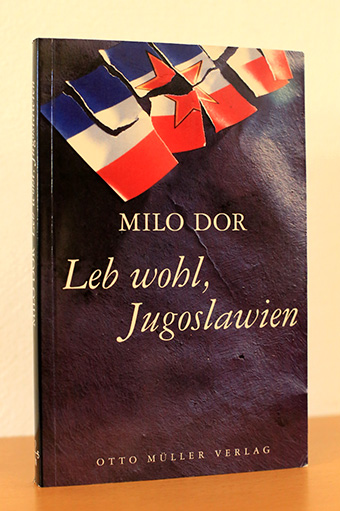 MILO DOR
Leb wohl,
Jugoslawien
OTTO MÜLLER VERLAG